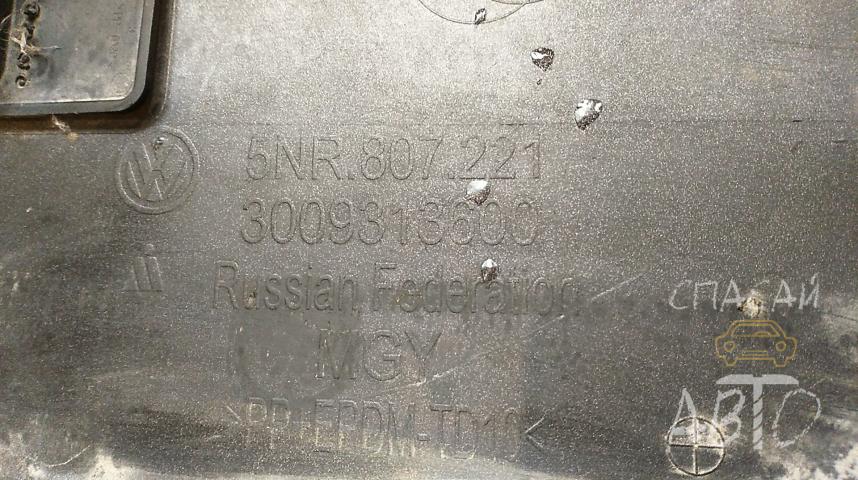 5NR.807.221
3009313600
Russian Federation
MGY
>PP+EPDM-TD10<
СПАСАЙ
АВТО